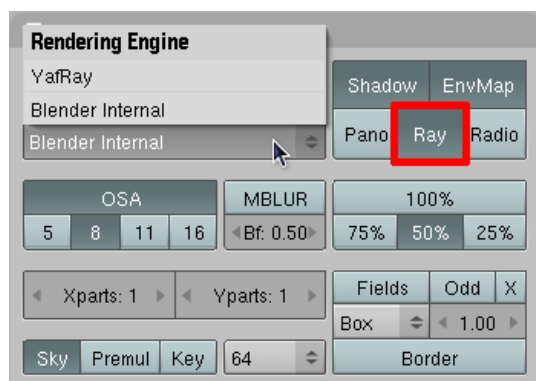 Rendering Engine
YafRay
Blender Internal
Blender Internal
Shadow EnvMap
Pano Ray Radio
OSA MBLUR 100%
5 8 11 16 Bf: 0.50 75% 50% 25%
Xparts: 1 Yparts: 1 Fields Odd X
Box 1.00
Sky Premul Key 64 Border